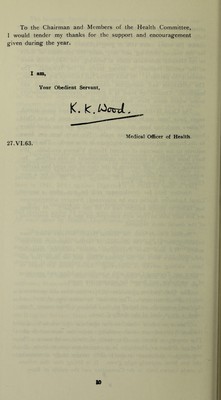 To the Chairman and Members of the Health Committee,
I would tender my thanks for the support and encouragement
given during the year.
I am,
Your Obedient Servant,
K. K. Wood.
Medical Officer of Health.
27.VI.63.
10